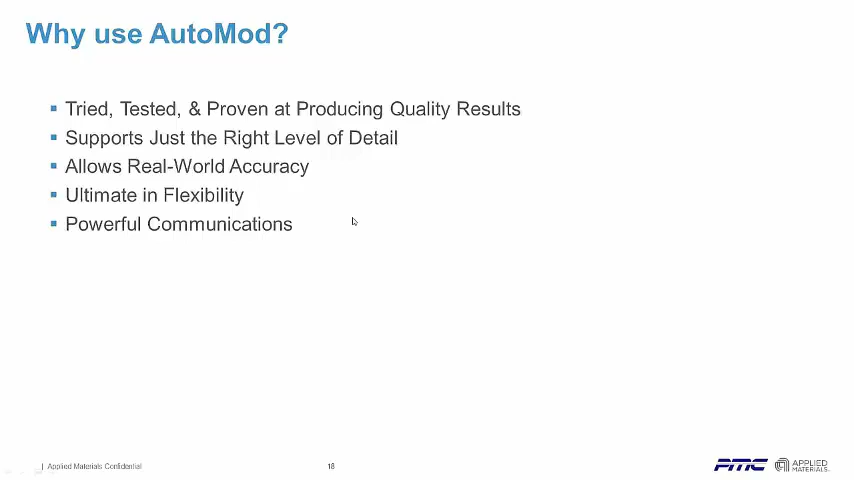 Why use AutoMod?
▪ Tried, Tested, & Proven at Producing Quality Results
▪ Supports Just the Right Level of Detail
▪ Allows Real-World Accuracy
▪ Ultimate in Flexibility
▪ Powerful Communications
| Applied Materials Confidential
18
PMC
APPLIED MATERIALS.